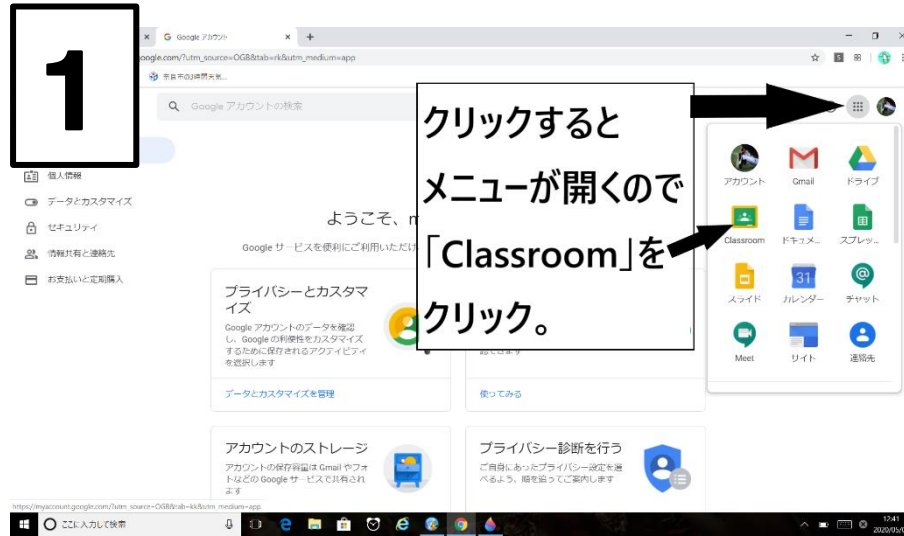 1
Google アカウント
oogle.com/?utm_source=OGB&tab=rk&utm_medium=app
奈良市の3時間天気...
Google アカウントの検索
個人情報
データとカスタマイズ
セキュリティ
情報共有と連絡先
お支払いと定期購入
ようこそ、
Google サービスを便利にご利用いただけ
プライバシーとカスタマ
イズ
Google アカウントのデータを確認
し、Google の利便性をカスタマイズ
するために保存されるアクティビティ
を選択します
データとカスタマイズを管理
使ってみる
アカウントのストレージ
アカウントの保存容量は Gmail やフォ
トなどの Google サービスで共有され
ます
プライバシー診断を行う
ご自身にあったプライバシー設定を選
べるよう、順を追ってご案内します
クリックすると
メニューが開くので
「Classroom」を
クリック。
アカウント
Gmail
ドライブ
Classroom
ドキュメ...
スプレッ...
スライド
31
カレンダー
チャット
Meet
サイト
連絡先
https://myaccount.google.com/?utm_source=OGB&tab=kk&utm_medium=app
ここに入力して検索
12:41
2020/05/0